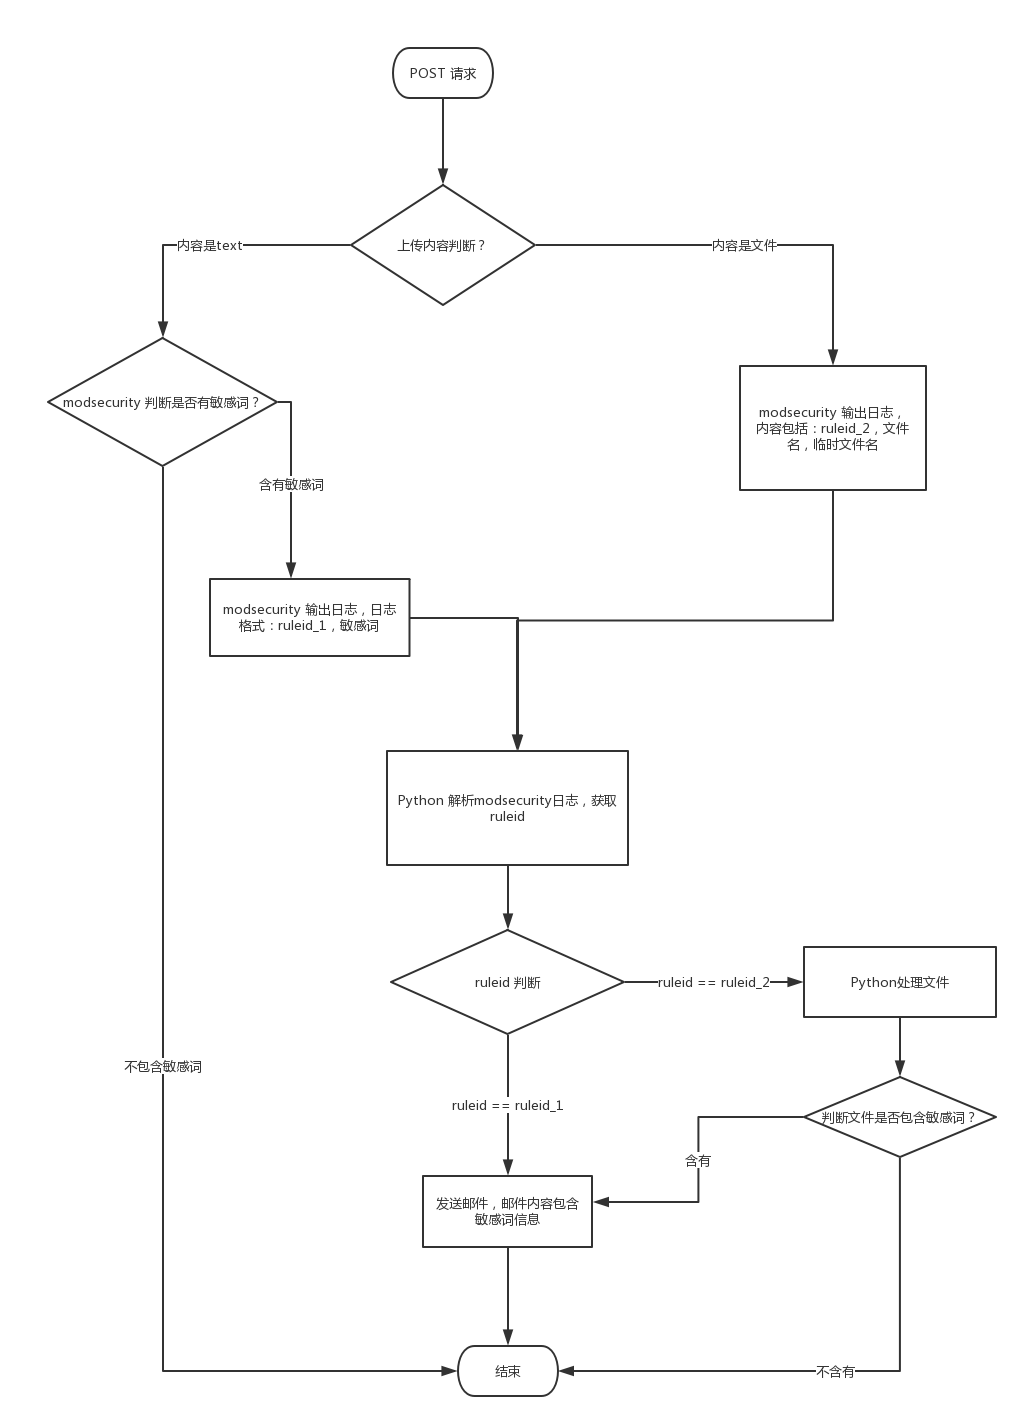 POST 请求
上传内容判断？
内容是text
内容是文件
modsecurity 判断是否有敏感词？
modsecurity 输出日志，
内容包括：ruleid_2，文件
名，临时文件名
含有敏感词
modsecurity 输出日志，日志
格式：ruleid_1，敏感词
Python 解析modsecurity日志，获取
ruleid
ruleid 判断
ruleid == ruleid_2
Python处理文件
不包含敏感词
ruleid == ruleid_1
判断文件是否包含敏感词？
含有
发送邮件，邮件内容包含
敏感词信息
结束
不含有